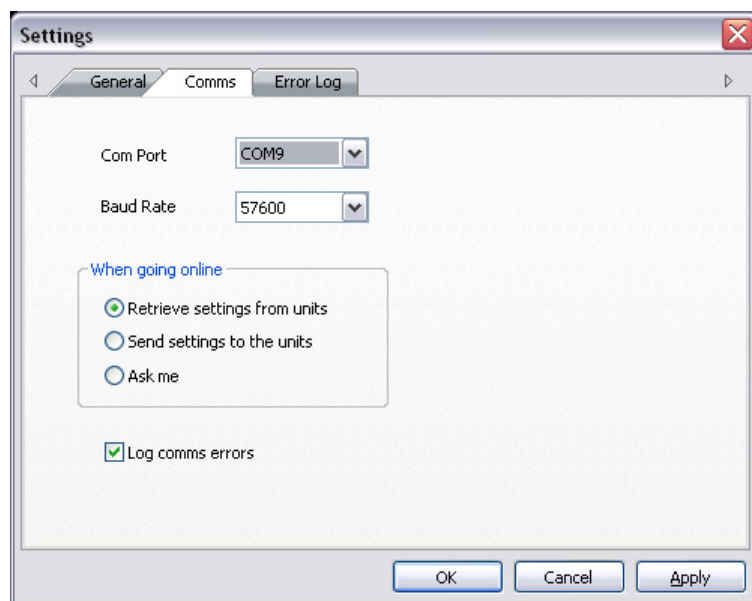 Settings
General Comms Error Log
Com Port COM9
Baud Rate 57600
When going online
Retrieve settings from units
Send settings to the units
Ask me
Log comms errors
OK Cancel Apply